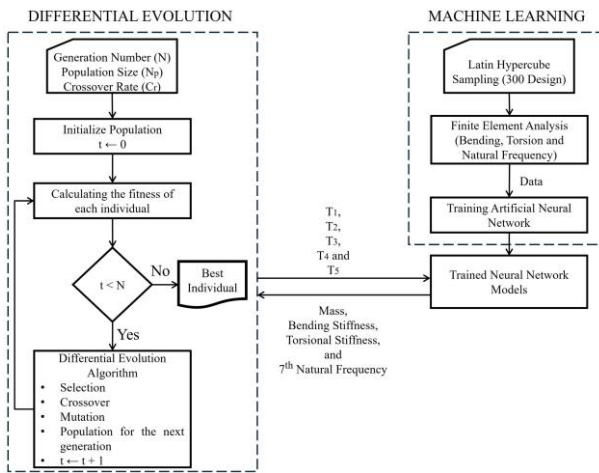 DIFFERENTIAL EVOLUTION
Generation Number (N)
Population Size (Np)
Crossover Rate (Cr)
Initialize Population
t ← 0
Calculating the fitness of
each individual
t < N
No
Best
Individual
Yes
Differential Evolution
Algorithm
• Selection
• Crossover
• Mutation
• Population for the next
generation
• t ← t + 1
T1,
T2,
T3,
T4 and
T5
Mass,
Bending Stiffness,
Torsional Stiffness,
and
7th Natural Frequency
MACHINE LEARNING
Latin Hypercube
Sampling (300 Design)
Finite Element Analysis
(Bending, Torsion and
Natural Frequency)
Data
Training Artificial Neural
Network
Trained Neural Network
Models